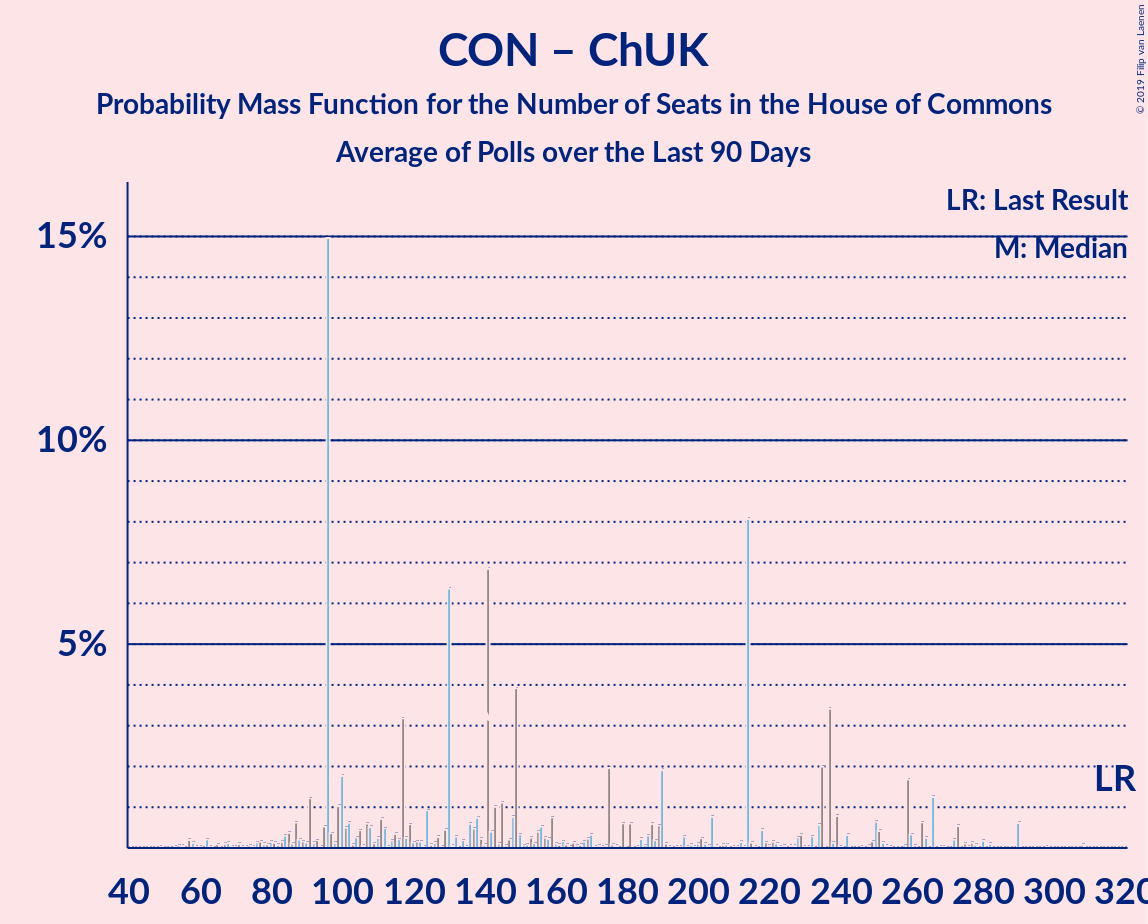 CON – ChUK
Probability Mass Function for the Number of Seats in the House of Commons
Average of Polls over the Last 90 Days
© 2019 Filip van Laenen
LR: Last Result
M: Median
15%
10%
5%
LR
40 60 80 100 120 140 160 180 200 220 240 260 280 300 320